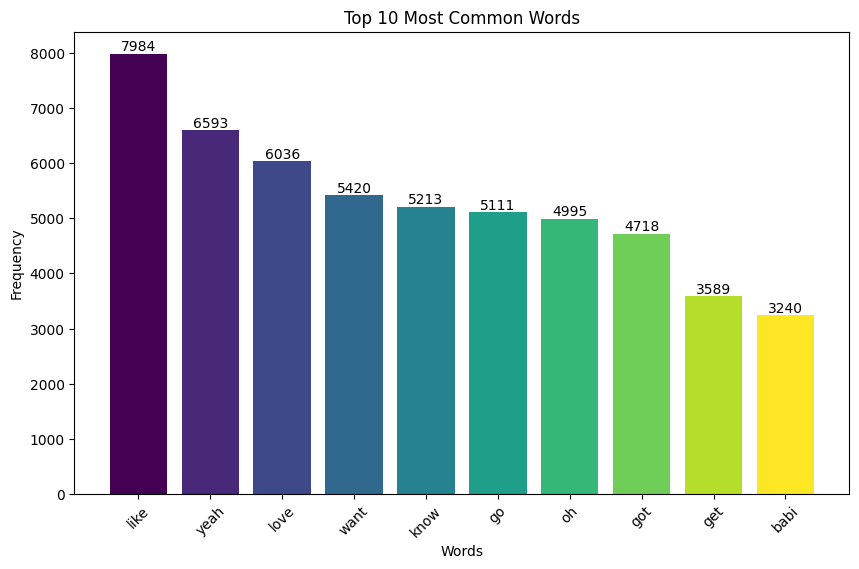 Top 10 Most Common Words
Frequency
8000
7000
6000
5000
4000
3000
2000
1000
0
7984
6593
6036
5420
5213
5111
4995
4718
3589
3240
like
yeah
love
want
know
go
oh
got
get
babi
Words